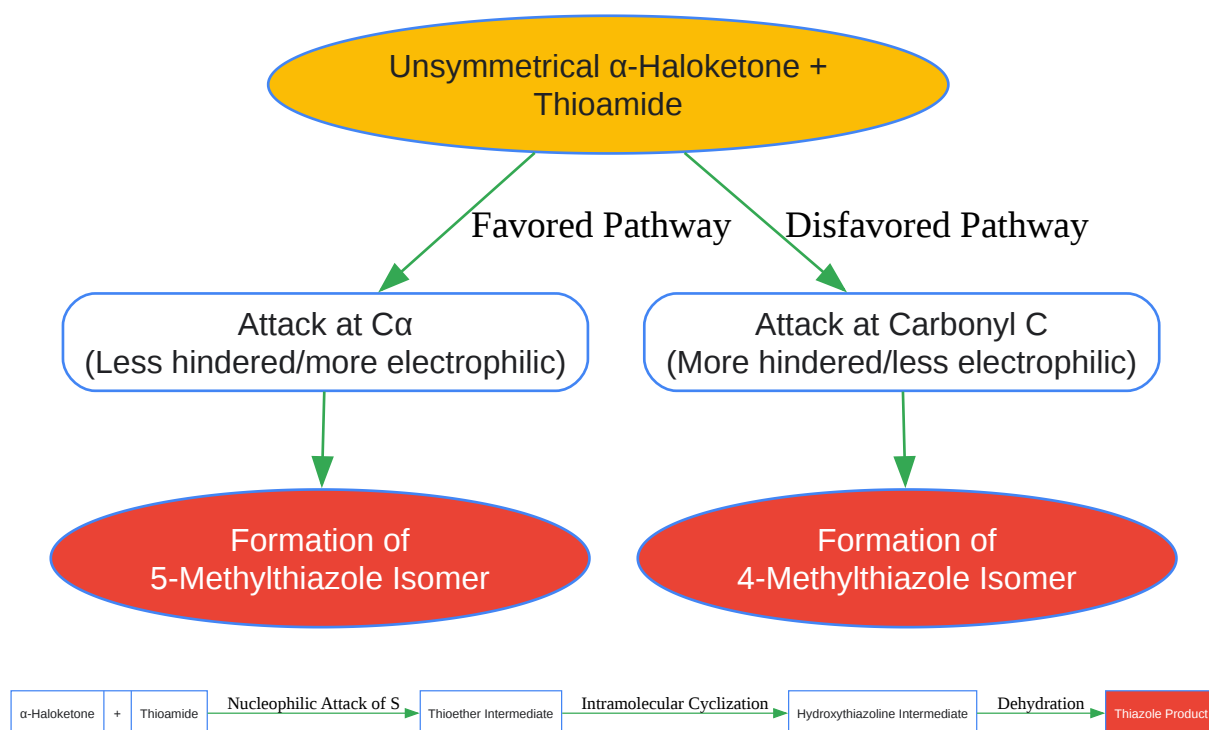 Unsymmetrical α-Haloketone +
Thioamide
Favored Pathway
Disfavored Pathway
Attack at Cα
(Less hindered/more electrophilic)
Attack at Carbonyl C
(More hindered/less electrophilic)
Formation of
5-Methylthiazole Isomer
Formation of
4-Methylthiazole Isomer
α-Haloketone
+
Thioamide
Nucleophilic Attack of S
Thioether Intermediate
Intramolecular Cyclization
Hydroxythiazoline Intermediate
Dehydration
Thiazole Product